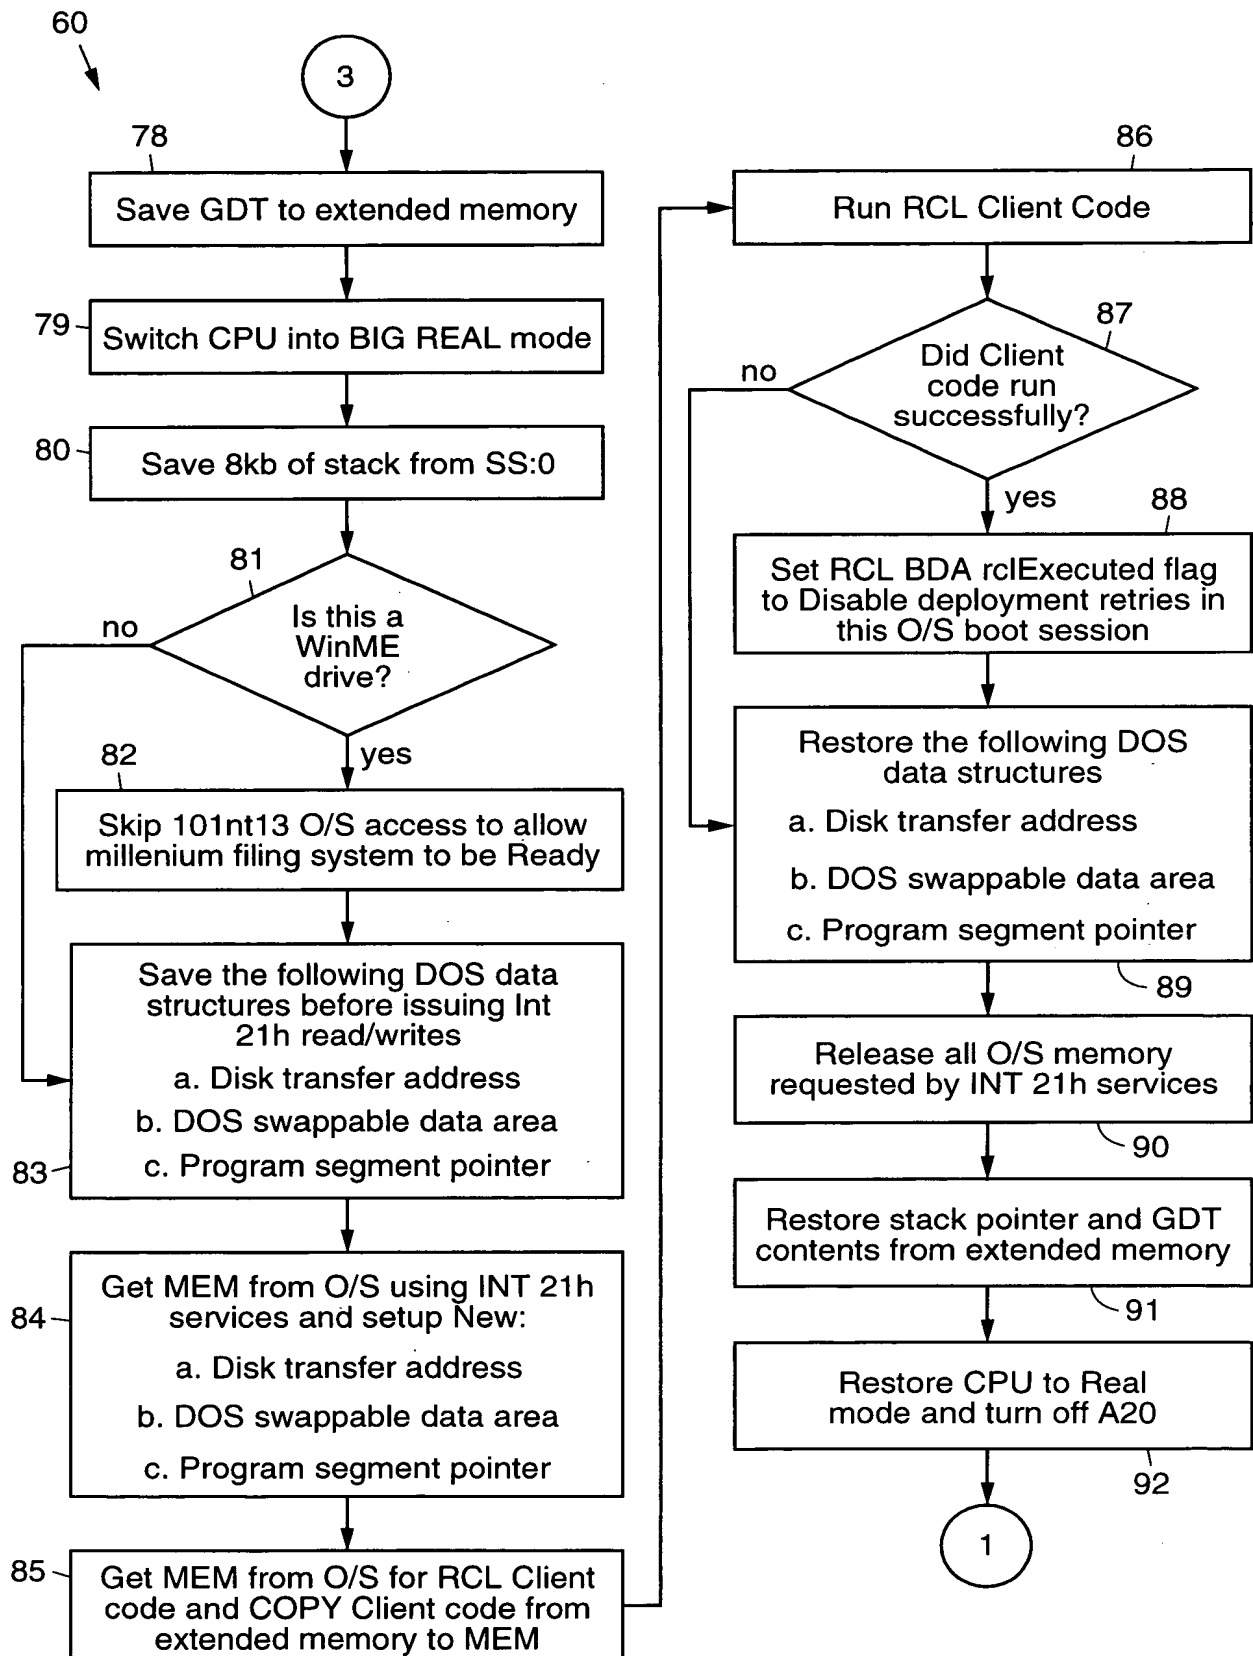 60
3
78
Save GDT to extended memory
79
Switch CPU into BIG REAL mode
80
Save 8kb of stack from SS:0
81
Is this a
WinME
drive?
no
yes
82
Skip 101nt13 O/S access to allow
millenium filing system to be Ready
Save the following DOS data
structures before issuing Int
21h read/writes
a. Disk transfer address
b. DOS swappable data area
c. Program segment pointer
83
Get MEM from O/S using INT 21h
services and setup New:
84
a. Disk transfer address
b. DOS swappable data area
c. Program segment pointer
85
Get MEM from O/S for RCL Client
code and COPY Client code from
extended memory to MEM
86
Run RCL Client Code
87
Did Client
code run
successfully?
no
yes
88
Set RCL BDA rclExecuted flag
to Disable deployment retries in
this O/S boot session
Restore the following DOS
data structures
a. Disk transfer address
b. DOS swappable data area
c. Program segment pointer
89
Release all O/S memory
requested by INT 21h services
90
Restore stack pointer and GDT
contents from extended memory
91
Restore CPU to Real
mode and turn off A20
92
1